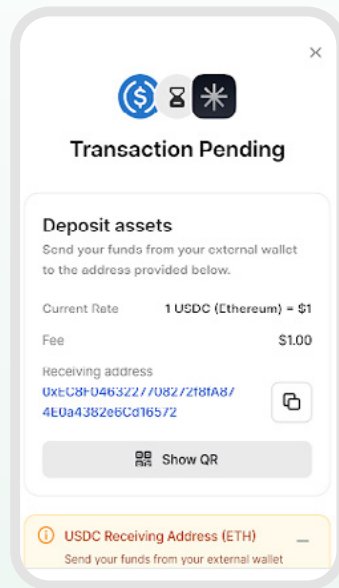 Transaction Pending
Deposit assets
Send your funds from your external wallet
to the address provided below.
Current Rate 1 USDC (Ethereum) = $1
Fee $1.00
Receiving address
0xEC8F0463227708272f8fA87
4E0a4382e6Cd16572
Show QR
USDC Receiving Address (ETH)
Send your funds from your external wallet